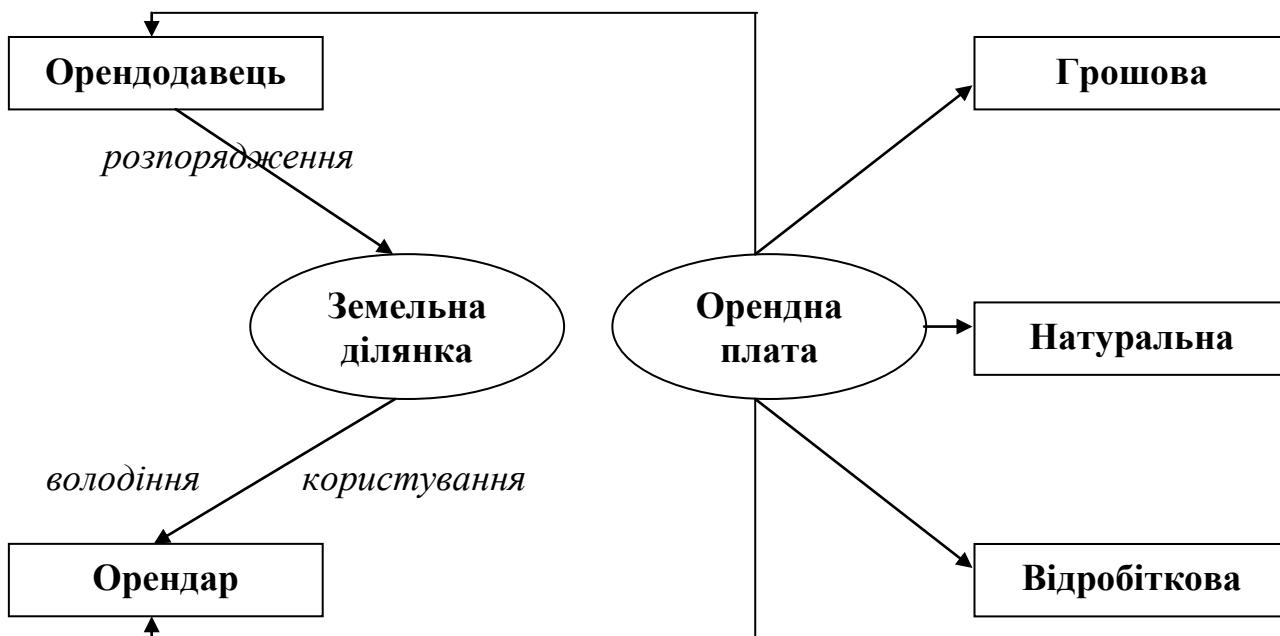 Орендодавець
Грошова
розпорядження
Земельна
ділянка
Орендна
плата
Натуральна
володіння
користування
Орендар
Відробіткова